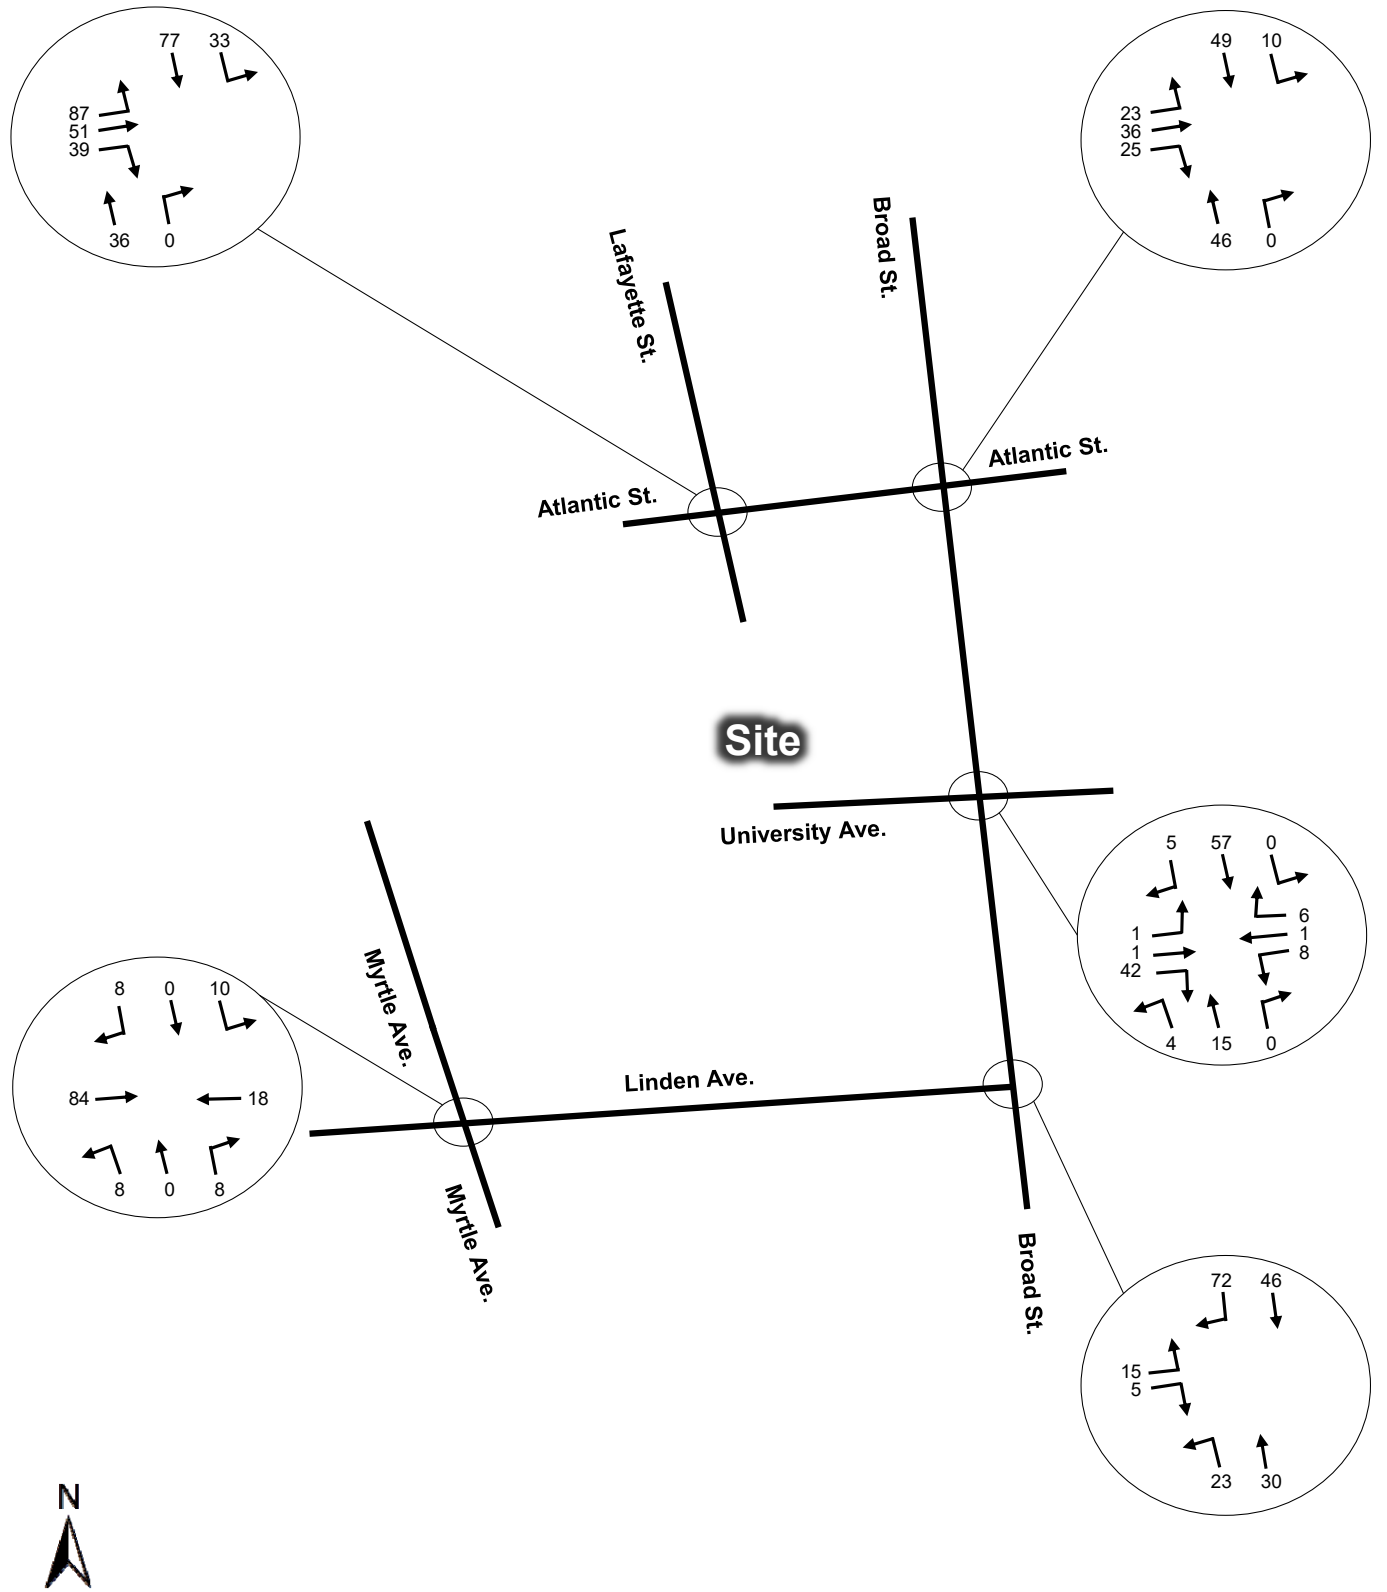 77 33
87
51
39
36 0
49 10
23
36
25
46 0
Lafayette St.
Broad St.
Atlantic St.
Atlantic St.
Site
University Ave.
5 57 0
6
1 1
1 8
42
4 15 0
Myrtle Ave.
8 0 10
84 18
8 0 8
Linden Ave.
Myrtle Ave.
Broad St.
72 46
15
5
23 30
N